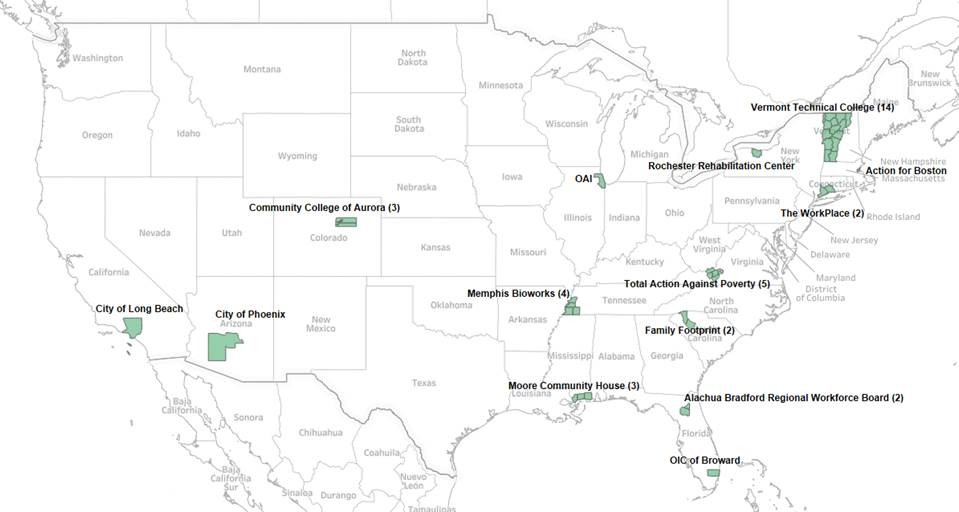 Washington
Montana
North
Dakota
Minnesota
New
Brunswick
Maine
Vermont Technical College (14)
Vermont
Oregon
Idaho
South
Dakota
Wisconsin
Michigan
New
York
Rochester Rehabilitation Center
New Hampshire
Action for Boston
Massachusetts
Wyoming
Iowa
OAI
Connecticut
Nebraska
Community College of Aurora (3)
Pennsylvania
The WorkPlace (2)
Rhode Island
Nevada
Utah
Colorado
Illinois
Indiana
Ohio
New Jersey
Kansas
Missouri
West
Virginia
Virginia
Delaware
Kentucky
California
Maryland
District
of Columbia
Total Action Against Poverty (5)
Memphis Bioworks (4)
Tennessee
North
Carolina
City of Long Beach
City of Phoenix
Arizona
New
Mexico
Oklahoma
Arkansas
Family Footprint (2)
Carolina
Mississippi
Alabama
Georgia
Texas
Moore Community House (3)
Louisiana
Alachua Bradford Regional Workforce Board (2)
Baja
California
Sonora
Chihuahua
Florida
Coahuila
OIC of Broward
Baja
California
Sur
Nuevo
León
Sinaloa
Durango
Tamaulipas